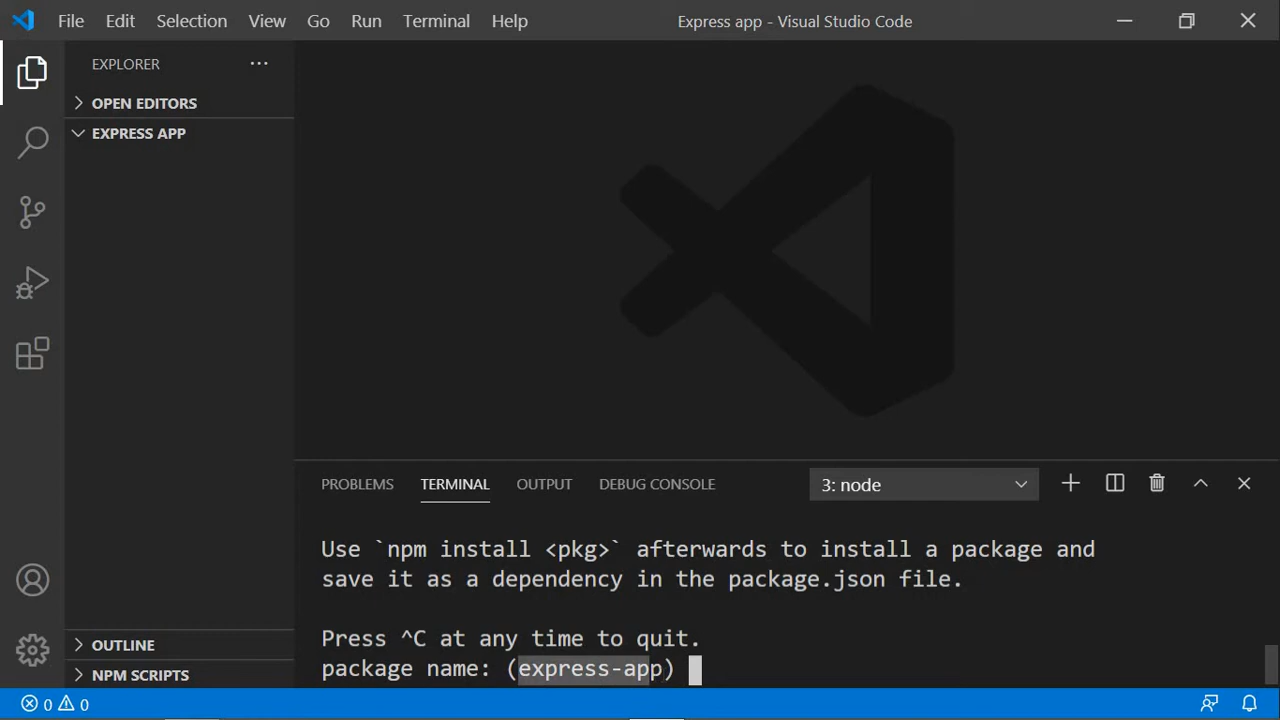 File Edit Selection View Go Run Terminal Help Express app - Visual Studio Code
EXPLORER
OPEN EDITORS
EXPRESS APP
PROBLEMS TERMINAL OUTPUT DEBUG CONSOLE 3: node
Use `npm install <pkg>` afterwards to install a package and
save it as a dependency in the package.json file.
Press ^C at any time to quit.
package name: (express-app)
OUTLINE
NPM SCRIPTS
0 0